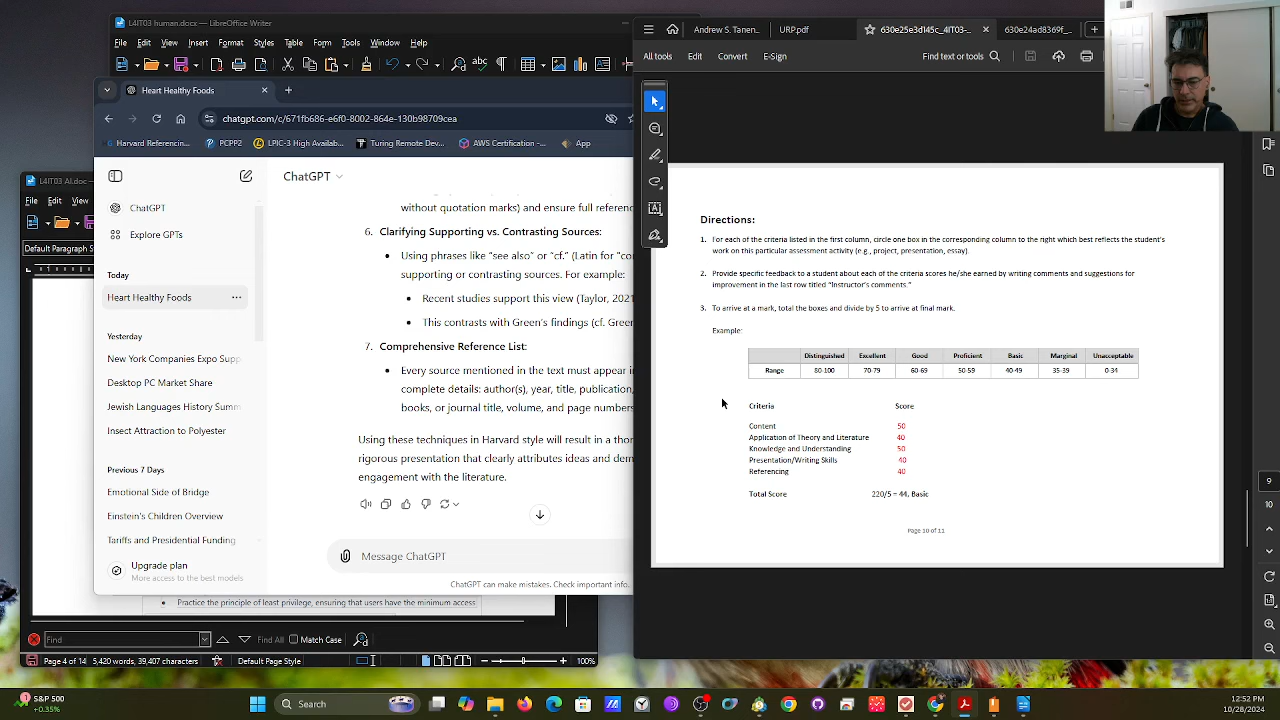 L4IT03 human.docx — LibreOffice Writer
File Edit View Insert Format Styles Table Form Tools Window Help
Heart Healthy Foods
chatgpt.com/c/671fb686-e6f0-8002-864e-130b98709cea
Harvard Referencin... PCEPP LPIC-3 High Availab... Tuning Remote Dev... AWS Certification -... App
L4IT03 AI.doc —
File Edit View
Default Paragraph S
ChatGPT
Explore GPTs
Today
Heart Healthy Foods
Yesterday
New York Companies Expo Supp
Desktop PC Market Share
Jewish Languages History Summ
Insect Attraction to Polyester
Previous 7 Days
Emotional Side of Bridge
Einstein's Children Overview
Tariffs and Presidential Funding
Upgrade plan
More access to the best models
ChatGPT
without quotation marks) and ensure full referenc
6. Clarifying Supporting vs. Contrasting Sources:
Using phrases like "see also" or "cf." (Latin for "com
supporting or contrasting sources. For example:
Recent studies support this view (Taylor, 2021
This contrasts with Green's findings (cf. Green
7. Comprehensive Reference List:
Every source mentioned in the text must appear in
complete details: author(s), year, title, publication
books, or journal title, volume, and page numbers
Using these techniques in Harvard style will result in a thoro
rigorous presentation that clearly attributes ideas and dem
engagement with the literature.
Message ChatGPT
ChatGPT can make mistakes. Check important info.
Practice the principle of least privilege, ensuring that users have the minimum access
Find Find All Match Case
Page 4 of 14 5,420 words, 39,407 characters Default Page Style 100%
Andrew S. Tanen... URP.pdf 630e25e3d145c_4IT03-... 630e24ad8369f_...
All tools Edit Convert E-Sign Find text or tools
Directions:
1. For each of the criteria listed in the first column, circle one box in the corresponding column to the right which best reflects the student's
work on this particular assessment activity (e.g., project, presentation, essay).
2. Provide specific feedback to a student about each of the criteria scores he/she earned by writing comments and suggestions for
improvement in the last row titled "Instructor's comments."
3. To arrive at a mark, total the boxes and divide by 5 to arrive at final mark.
Example:
Distinguished Excellent Good Proficient Basic Marginal Unacceptable
Range 80-100 70-79 60-69 50-59 40-49 35-39 0-34
Criteria Score
Content 50
Application of Theory and Literature 40
Knowledge and Understanding 50
Presentation/Writing Skills 40
Referencing 40
Total Score 220/5 = 44, Basic
Page 10 of 11
9
10
S&P 500
+0.35%
Search
12:52 PM
10/28/2024